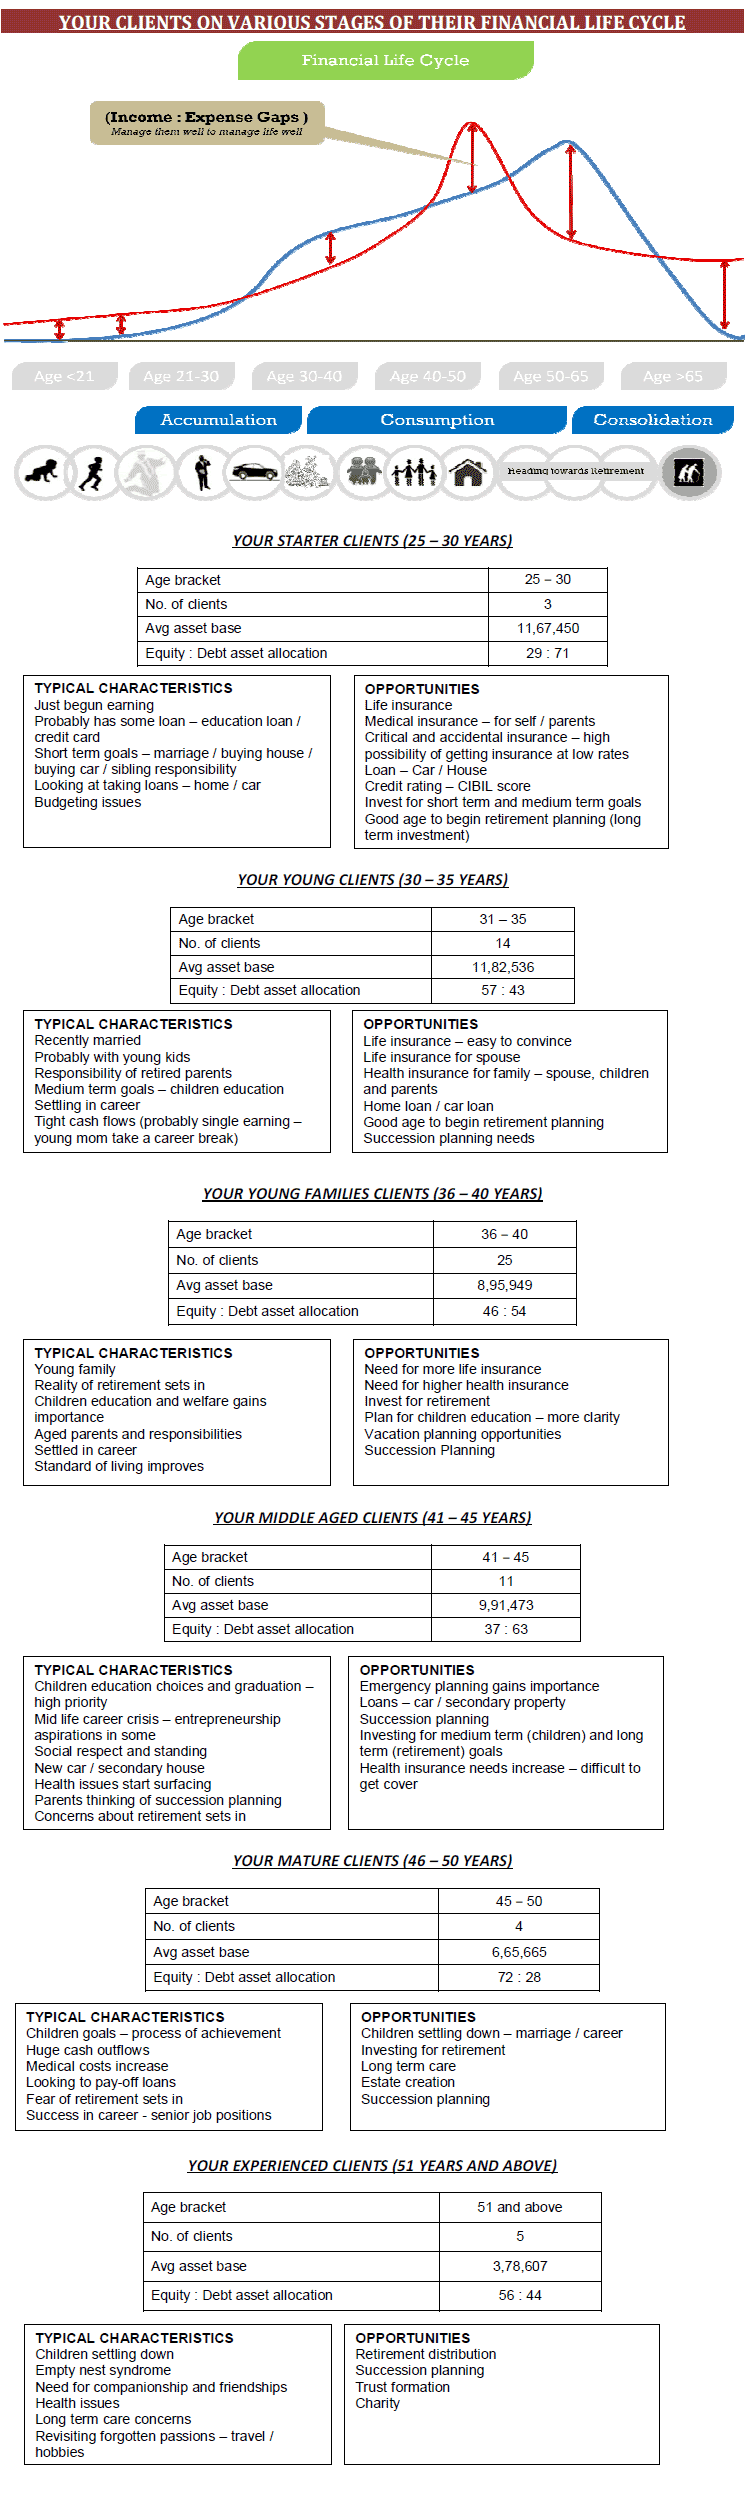 YOUR CLIENTS ON VARIOUS STAGES OF THEIR FINANCIAL LIFE CYCLE
Financial Life Cycle
(Income : Expense Gaps )
Manage them well to manage life well
Age <21 Age 21-30 Age 30-40 Age 40-50 Age 50-65 Age >65
Accumulation Consumption Consolidation
Heading towards Retirement
YOUR STARTER CLIENTS (25 – 30 YEARS)
Age bracket 25 – 30
No. of clients 3
Avg asset base 11,67,450
Equity : Debt asset allocation 29 : 71
TYPICAL CHARACTERISTICS
Just begun earning
Probably has some loan – education loan /
credit card
Short term goals – marriage / buying house /
buying car / sibling responsibility
Looking at taking loans – home / car
Budgeting issues
OPPORTUNITIES
Life insurance
Medical insurance – for self / parents
Critical and accidental insurance – high
possibility of getting insurance at low rates
Loan – Car / House
Credit rating – CIBIL score
Invest for short term and medium term goals
Good age to begin retirement planning (long
term investment)
YOUR YOUNG CLIENTS (30 – 35 YEARS)
Age bracket 31 – 35
No. of clients 14
Avg asset base 11,82,536
Equity : Debt asset allocation 57 : 43
TYPICAL CHARACTERISTICS
Recently married
Probably with young kids
Responsibility of retired parents
Medium term goals – children education
Settling in career
Tight cash flows (probably single earning –
young mom take a career break)
OPPORTUNITIES
Life insurance – easy to convince
Life insurance for spouse
Health insurance for family – spouse, children
and parents
Home loan / car loan
Good age to begin retirement planning
Succession planning needs
YOUR YOUNG FAMILIES CLIENTS (36 – 40 YEARS)
Age bracket 36 – 40
No. of clients 25
Avg asset base 8,95,949
Equity : Debt asset allocation 46 : 54
TYPICAL CHARACTERISTICS
Young family
Reality of retirement sets in
Children education and welfare gains
importance
Aged parents and responsibilities
Settled in career
Standard of living improves
OPPORTUNITIES
Need for more life insurance
Need for higher health insurance
Invest for retirement
Plan for children education – more clarity
Vacation planning opportunities
Succession Planning
YOUR MIDDLE AGED CLIENTS (41 – 45 YEARS)
Age bracket 41 – 45
No. of clients 11
Avg asset base 9,91,473
Equity : Debt asset allocation 37 : 63
TYPICAL CHARACTERISTICS
Children education choices and graduation –
high priority
Mid life career crisis – entrepreneurship
aspirations in some
Social respect and standing
New car / secondary house
Health issues start surfacing
Parents thinking of succession planning
Concerns about retirement sets in
OPPORTUNITIES
Emergency planning gains importance
Loans – car / secondary property
Succession planning
Investing for medium term (children) and long
term (retirement) goals
Health insurance needs increase – difficult to
get cover
YOUR MATURE CLIENTS (46 – 50 YEARS)
Age bracket 45 – 50
No. of clients 4
Avg asset base 6,65,665
Equity : Debt asset allocation 72 : 28
TYPICAL CHARACTERISTICS
Children goals – process of achievement
Huge cash outflows
Medical costs increase
Looking to pay-off loans
Fear of retirement sets in
Success in career - senior job positions
OPPORTUNITIES
Children settling down – marriage / career
Investing for retirement
Long term care
Estate creation
Succession planning
YOUR EXPERIENCED CLIENTS (51 YEARS AND ABOVE)
Age bracket 51 and above
No. of clients 5
Avg asset base 3,78,607
Equity : Debt asset allocation 56 : 44
TYPICAL CHARACTERISTICS
Children settling down
Empty nest syndrome
Need for companionship and friendships
Health issues
Long term care concerns
Revisiting forgotten passions – travel /
hobbies
OPPORTUNITIES
Retirement distribution
Succession planning
Trust formation
Charity